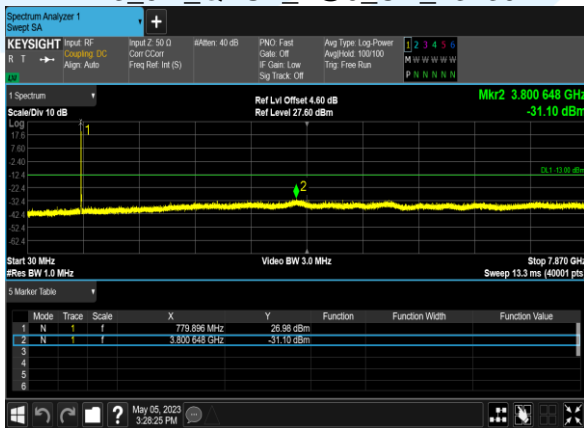 Spectrum Analyzer 1
Swept SA
KEYSIGHT
R T
Input: RF
Coupling: DC
Align: Auto
Input Z: 50 Ω
Corr CCorr
Freq Ref: Int (S)
#Atten: 40 dB
PNO: Fast
Gate: Off
IF Gain: Low
Sig Track: Off
Avg Type: Log-Power
Avg|Hold: 100/100
Trig: Free Run
1 2 3 4 5 6
M W W W W W
P N N N N N
1 Spectrum
Scale/Div 10 dB
Ref Lvl Offset 4.60 dB
Ref Level 27.60 dBm
Mkr2 3.800 648 GHz
-31.10 dBm
Log
17.6
7.60
-2.40
-12.4
-22.4
-32.4
-42.4
-52.4
-62.4
1
2
DL1 -13.00 dBm
Start 30 MHz
#Res BW 1.0 MHz
Video BW 3.0 MHz
Stop 7.870 GHz
Sweep 13.3 ms (40001 pts
5 Marker Table
Mode Trace Scale X Y Function Function Width Function Value
1 N 1 f 779.896 MHz 26.98 dBm
2 N 1 f 3.800 648 GHz -31.10 dBm
3
4
5
6
?
May 05, 2023
3:28:25 PM